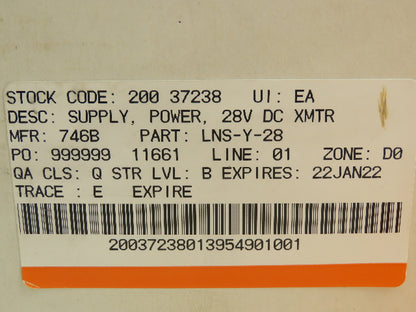 STOCK CODE: 200 37238 UI: EA
DESC: SUPPLY, POWER, 28V DC XMTR
MFR: 746B PART: LNS-Y-28
PO: 999999 11661 LINE: 01 ZONE: D0
QA CLS: Q STR LVL: B EXPIRES: 22JAN22
TRACE : E EXPIRE
20037238013954901001